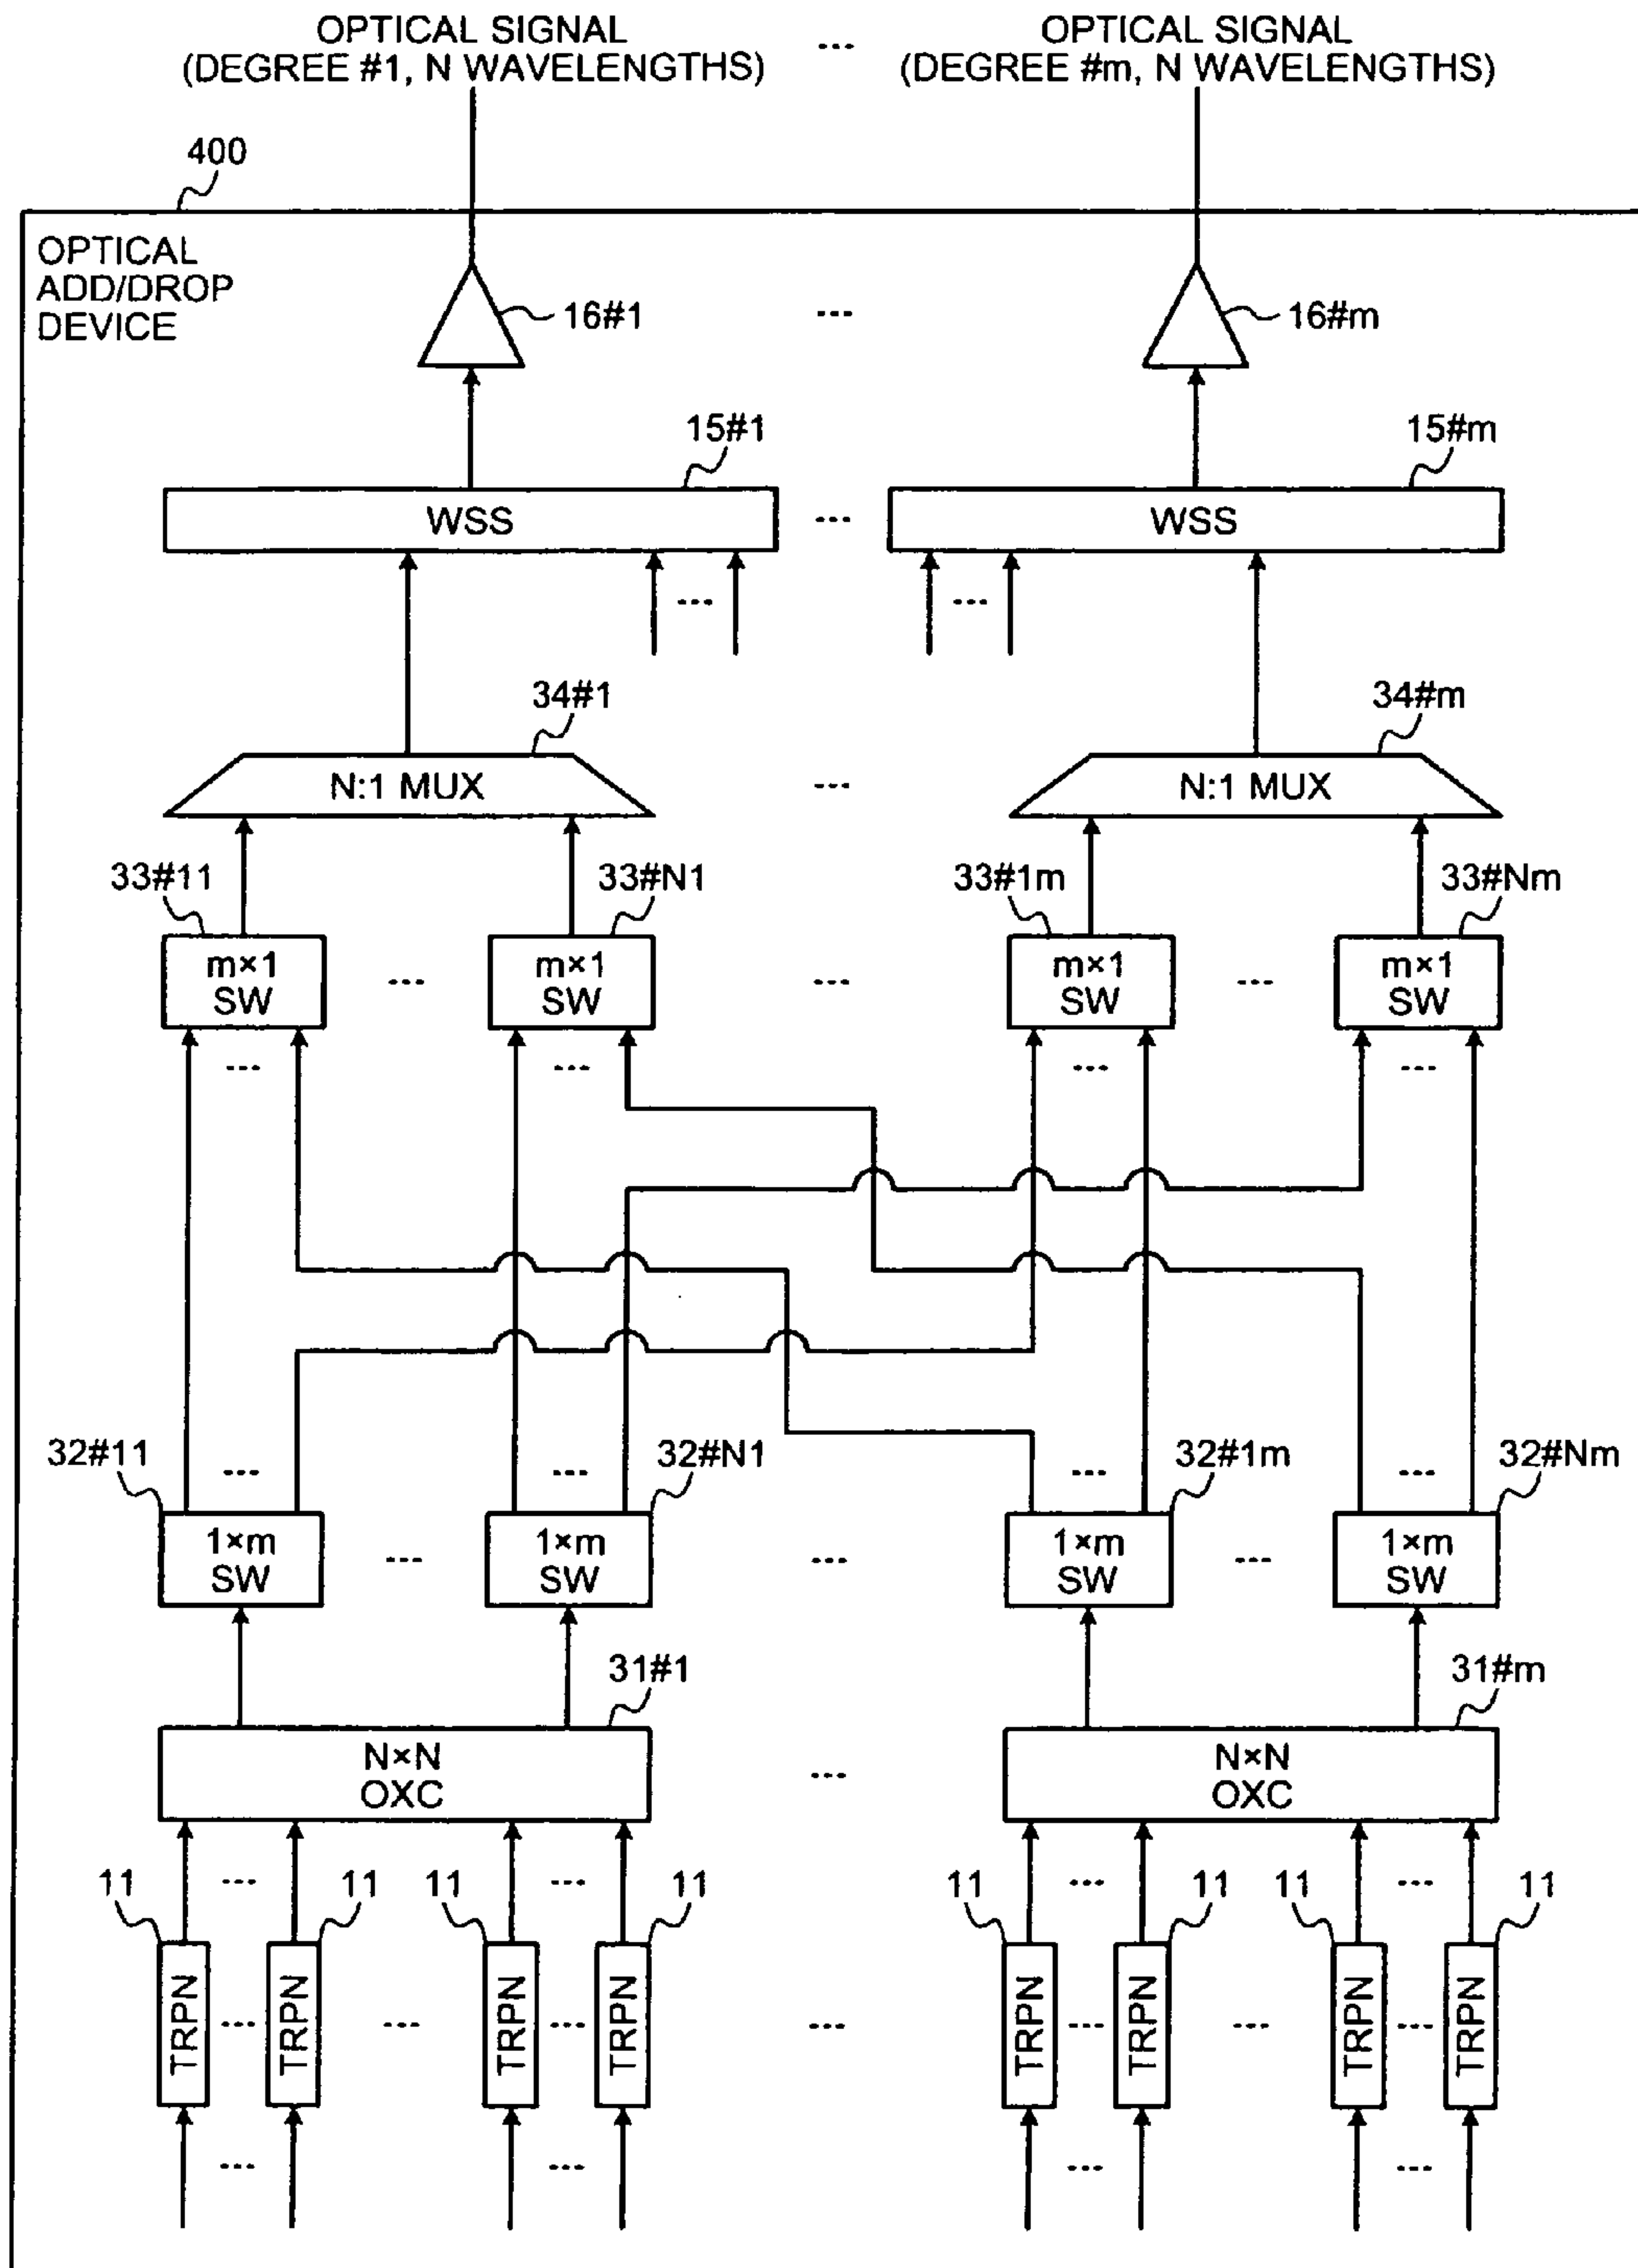 OPTICAL SIGNAL ... OPTICAL SIGNAL
(DEGREE #1, N WAVELENGTHS) (DEGREE #m, N WAVELENGTHS)
400
OPTICAL
ADD/DROP
DEVICE
16#1 ... 16#m
15#1 15#m
WSS ... WSS
... ...
34#1 34#m
N:1 MUX ... N:1 MUX
33#11 33#N1 33#1m 33#Nm
m×1 m×1 m×1 m×1
SW ... SW ... SW ... SW
... ... ... ...
32#11 ... ... 32#N1 ... 32#1m ... 32#Nm
1×m 1×m 1×m 1×m
SW ... SW ... SW ... SW
31#1 31#m
N×N N×N
OXC ... OXC
11 ... 11 11 ... 11 11 ... 11 11 ... 11
TRPN ... TRPN ... TRPN ... TRPN ... TRPN ... TRPN ... TRPN ... TRPN
... ... ... ...